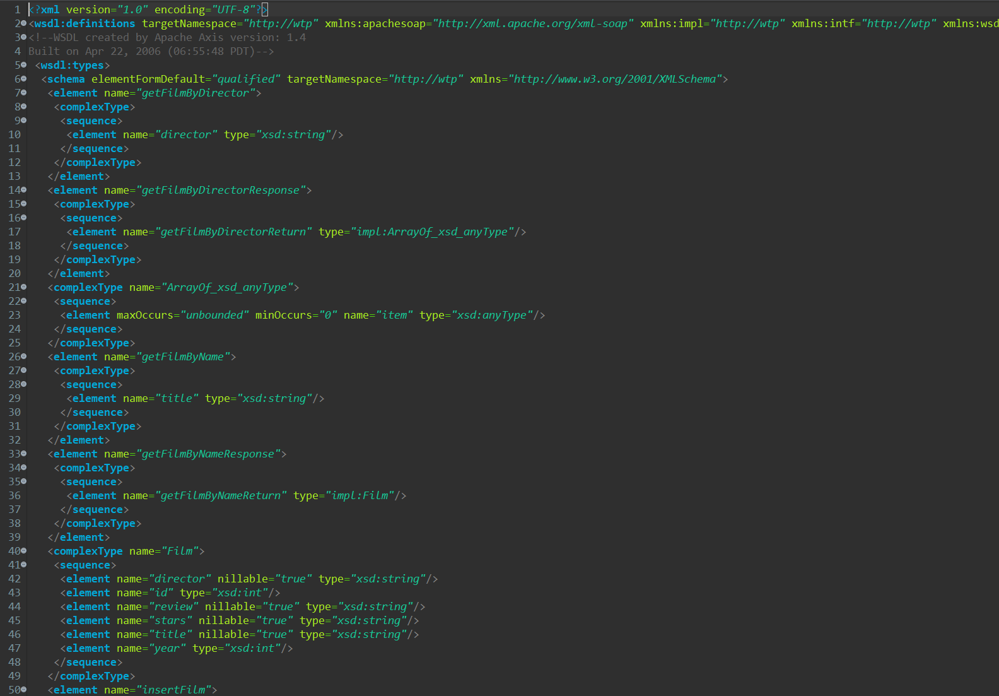 1 <?xml version="1.0" encoding="UTF-8"?>
2 <wsdl:definitions targetNamespace="http://wtp" xmlns:apachesoap="http://xml.apache.org/xml-soap" xmlns:impl="http://wtp" xmlns:intf="http://wtp" xmlns:wsd
3 <!--WSDL created by Apache Axis version: 1.4
4 Built on Apr 22, 2006 (06:55:48 PDT)-->
5 <wsdl:types>
6 <schema elementFormDefault="qualified" targetNamespace="http://wtp" xmlns="http://www.w3.org/2001/XMLSchema">
7 <element name="getFilmByDirector">
8 <complexType>
9 <sequence>
10 <element name="director" type="xsd:string"/>
11 </sequence>
12 </complexType>
13 </element>
14 <element name="getFilmByDirectorResponse">
15 <complexType>
16 <sequence>
17 <element name="getFilmByDirectorReturn" type="impl:ArrayOf_xsd_anyType"/>
18 </sequence>
19 </complexType>
20 </element>
21 <complexType name="ArrayOf_xsd_anyType">
22 <sequence>
23 <element maxOccurs="unbounded" minOccurs="0" name="item" type="xsd:anyType"/>
24 </sequence>
25 </complexType>
26 <element name="getFilmByName">
27 <complexType>
28 <sequence>
29 <element name="title" type="xsd:string"/>
30 </sequence>
31 </complexType>
32 </element>
33 <element name="getFilmByNameResponse">
34 <complexType>
35 <sequence>
36 <element name="getFilmByNameReturn" type="impl:Film"/>
37 </sequence>
38 </complexType>
39 </element>
40 <complexType name="Film">
41 <sequence>
42 <element name="director" nillable="true" type="xsd:string"/>
43 <element name="id" type="xsd:int"/>
44 <element name="review" nillable="true" type="xsd:string"/>
45 <element name="stars" nillable="true" type="xsd:string"/>
46 <element name="title" nillable="true" type="xsd:string"/>
47 <element name="year" type="xsd:int"/>
48 </sequence>
49 </complexType>
50 <element name="insertFilm">